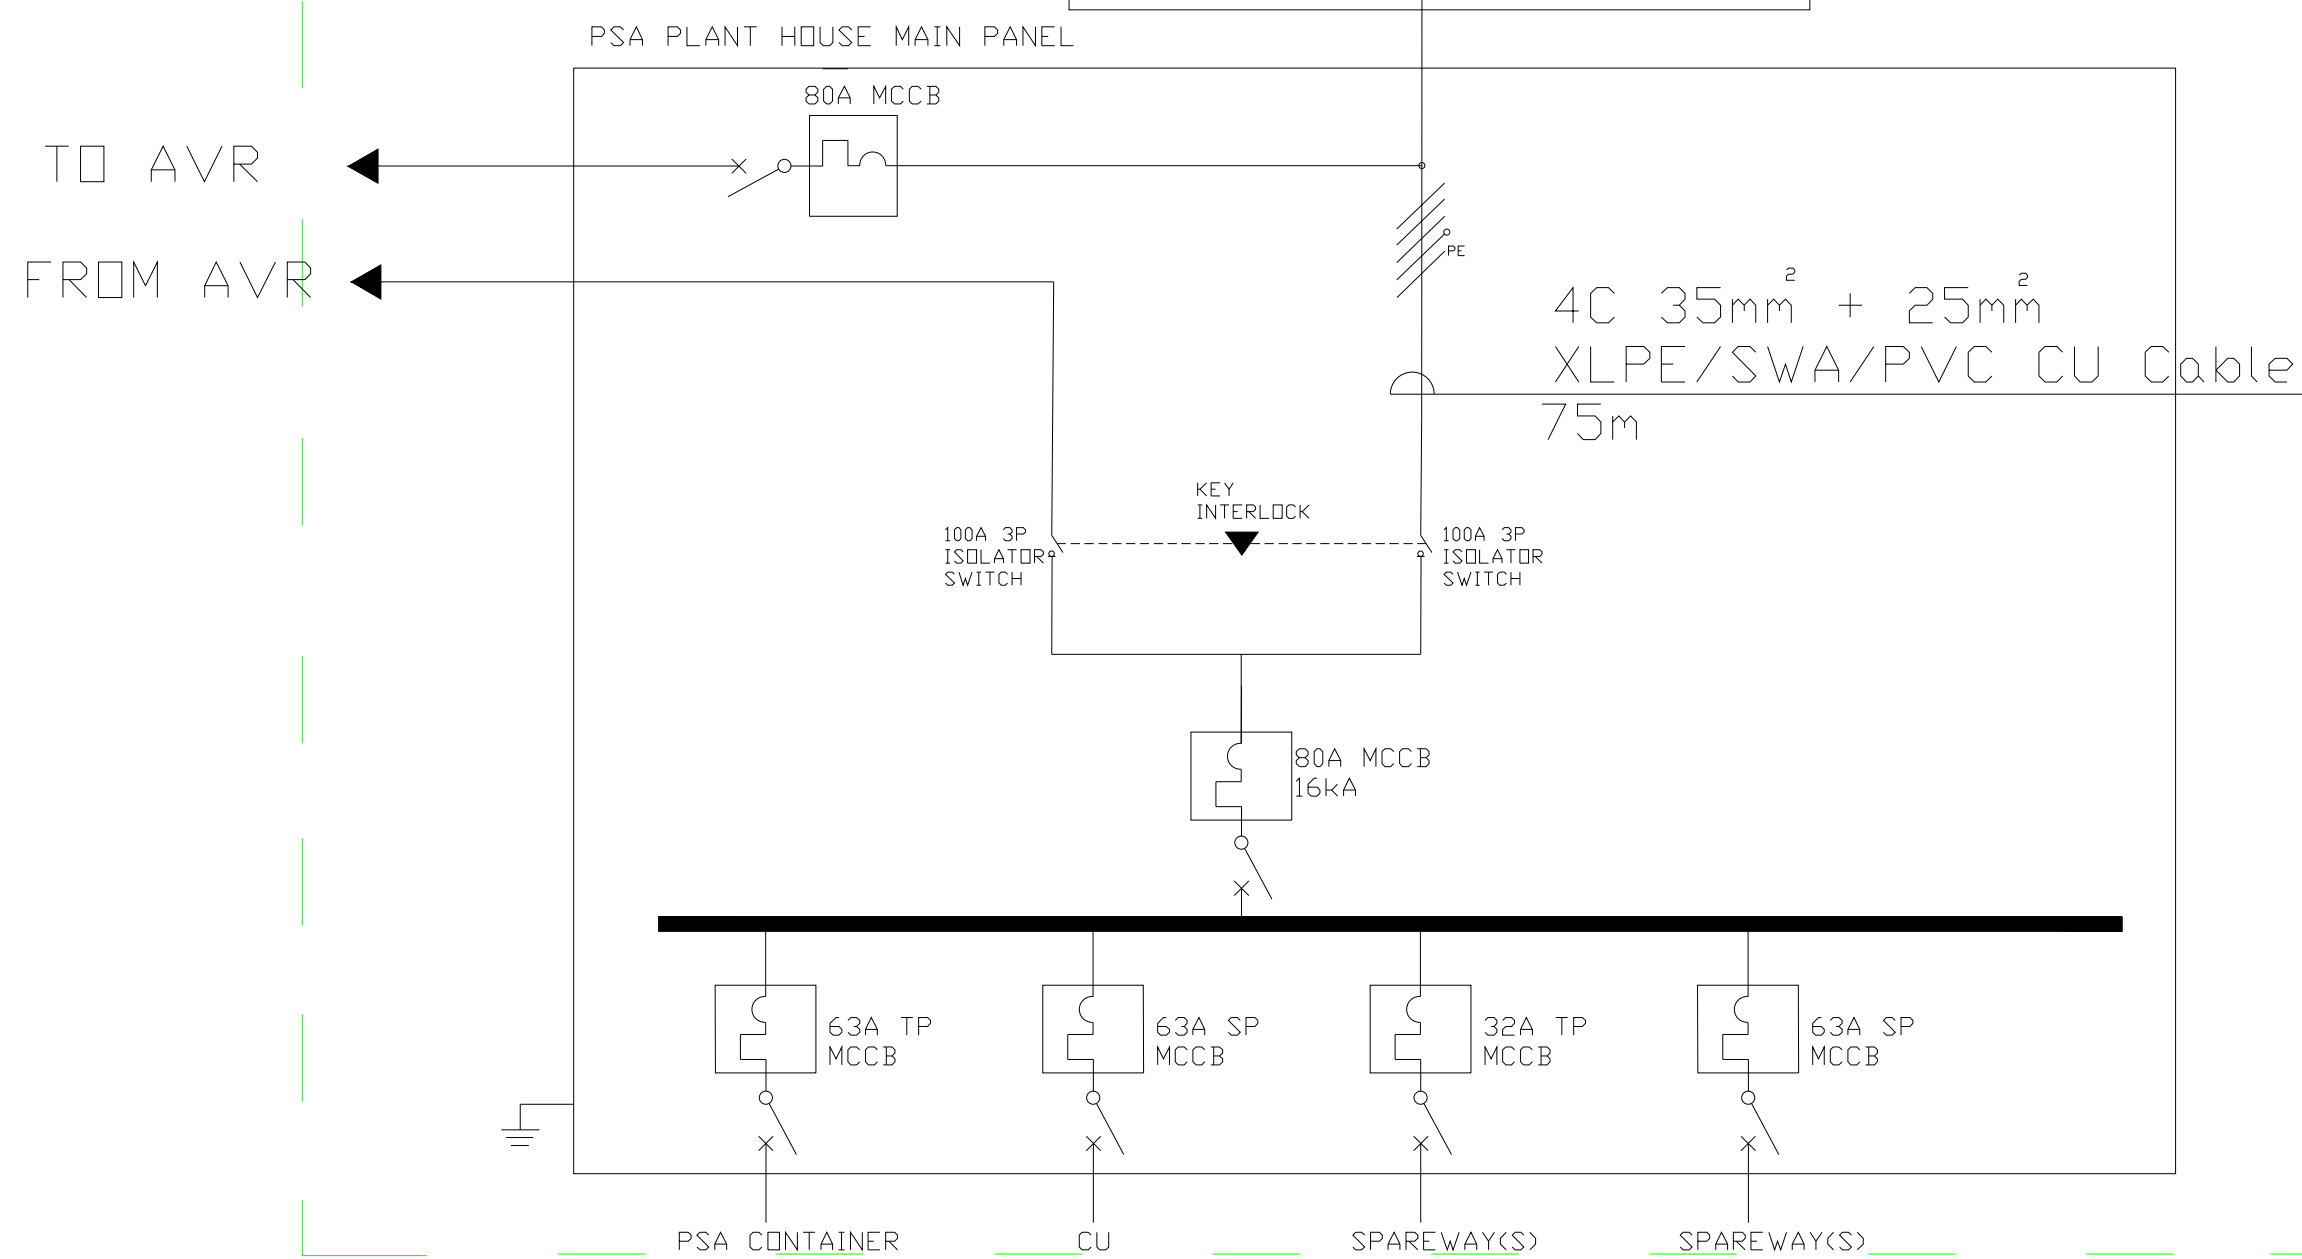 PSA PLANT HOUSE MAIN PANEL
80A MCCB
TO AVR
FROM AVR
PE
4C 35mm² + 25mm²
XLPE/SWA/PVC CU Cable
75m
KEY
INTERLOCK
100A 3P
ISOLATOR
SWITCH
100A 3P
ISOLATOR
SWITCH
80A MCCB
16kA
63A TP
MCCB
63A SP
MCCB
32A TP
MCCB
63A SP
MCCB
PSA CONTAINER
CU
SPAREWAY(S)
SPAREWAY(S)